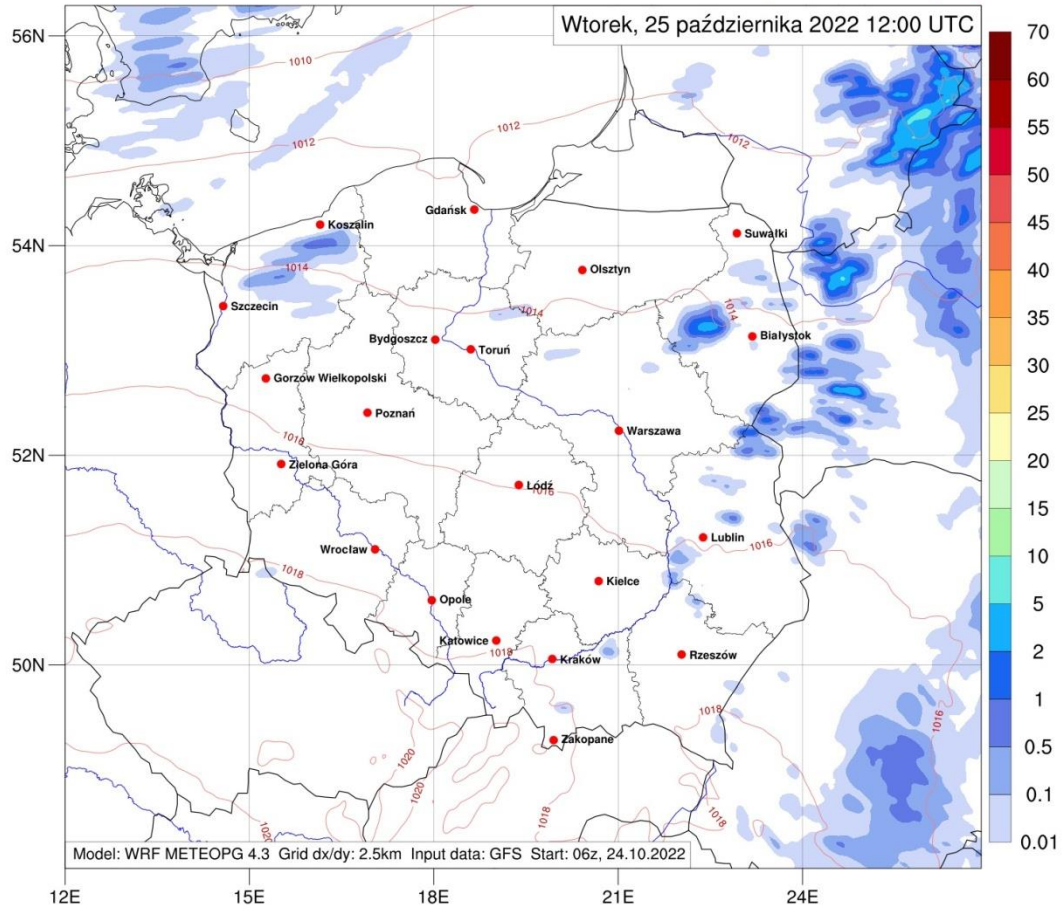 Wtorek, 25 października 2022 12:00 UTC
56N
54N
52N
50N
1010
1012
1012
1012
Gdańsk
Koszalin
Suwałki
1014
Olsztyn
Szczecin
1014
1014
Bydgoszcz
Toruń
Białystok
Gorzów Wielkopolski
Poznań
1018
Warszawa
Zielona Góra
Łódź
1016
Wrocław
Lublin
1016
1018
Kielce
Opole
Katowice
1018
Kraków
Rzeszów
1018
1016
Zakopane
1020
1020
1018
1018
1020
Model: WRF METEOPG 4.3 Grid dx/dy: 2.5km Input data: GFS Start: 06z, 24.10.2022
12E 15E 18E 21E 24E
70
60
55
50
45
40
35
30
25
20
15
10
5
2
1
0.5
0.1
0.01